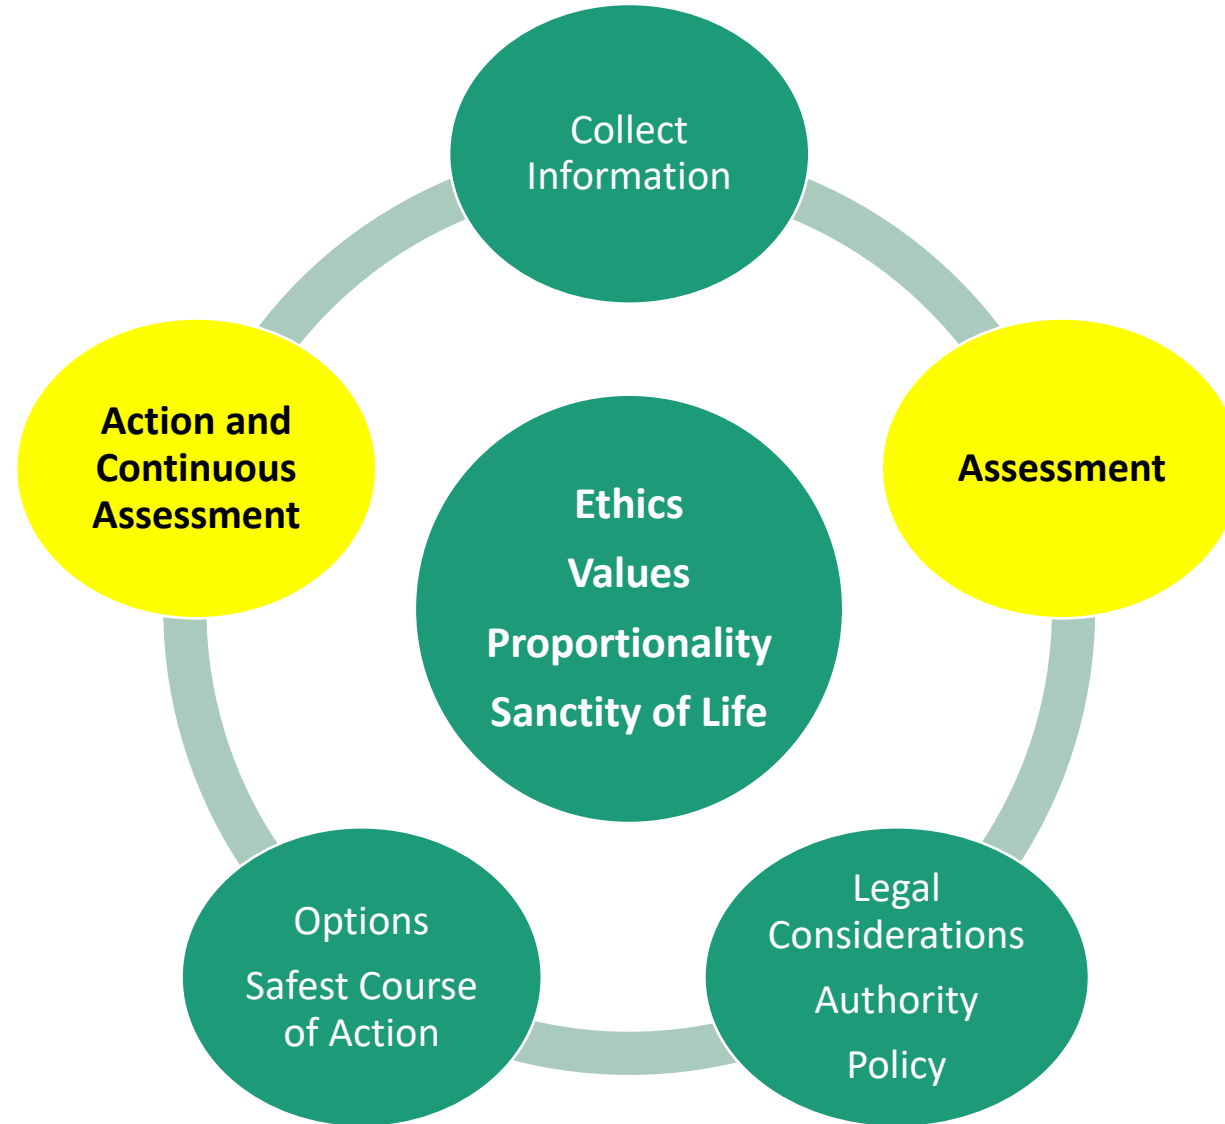 Collect
Information
Assessment
Legal
Considerations
Authority
Policy
Options
Safest Course
of Action
Action and
Continuous
Assessment
Ethics
Values
Proportionality
Sanctity of Life